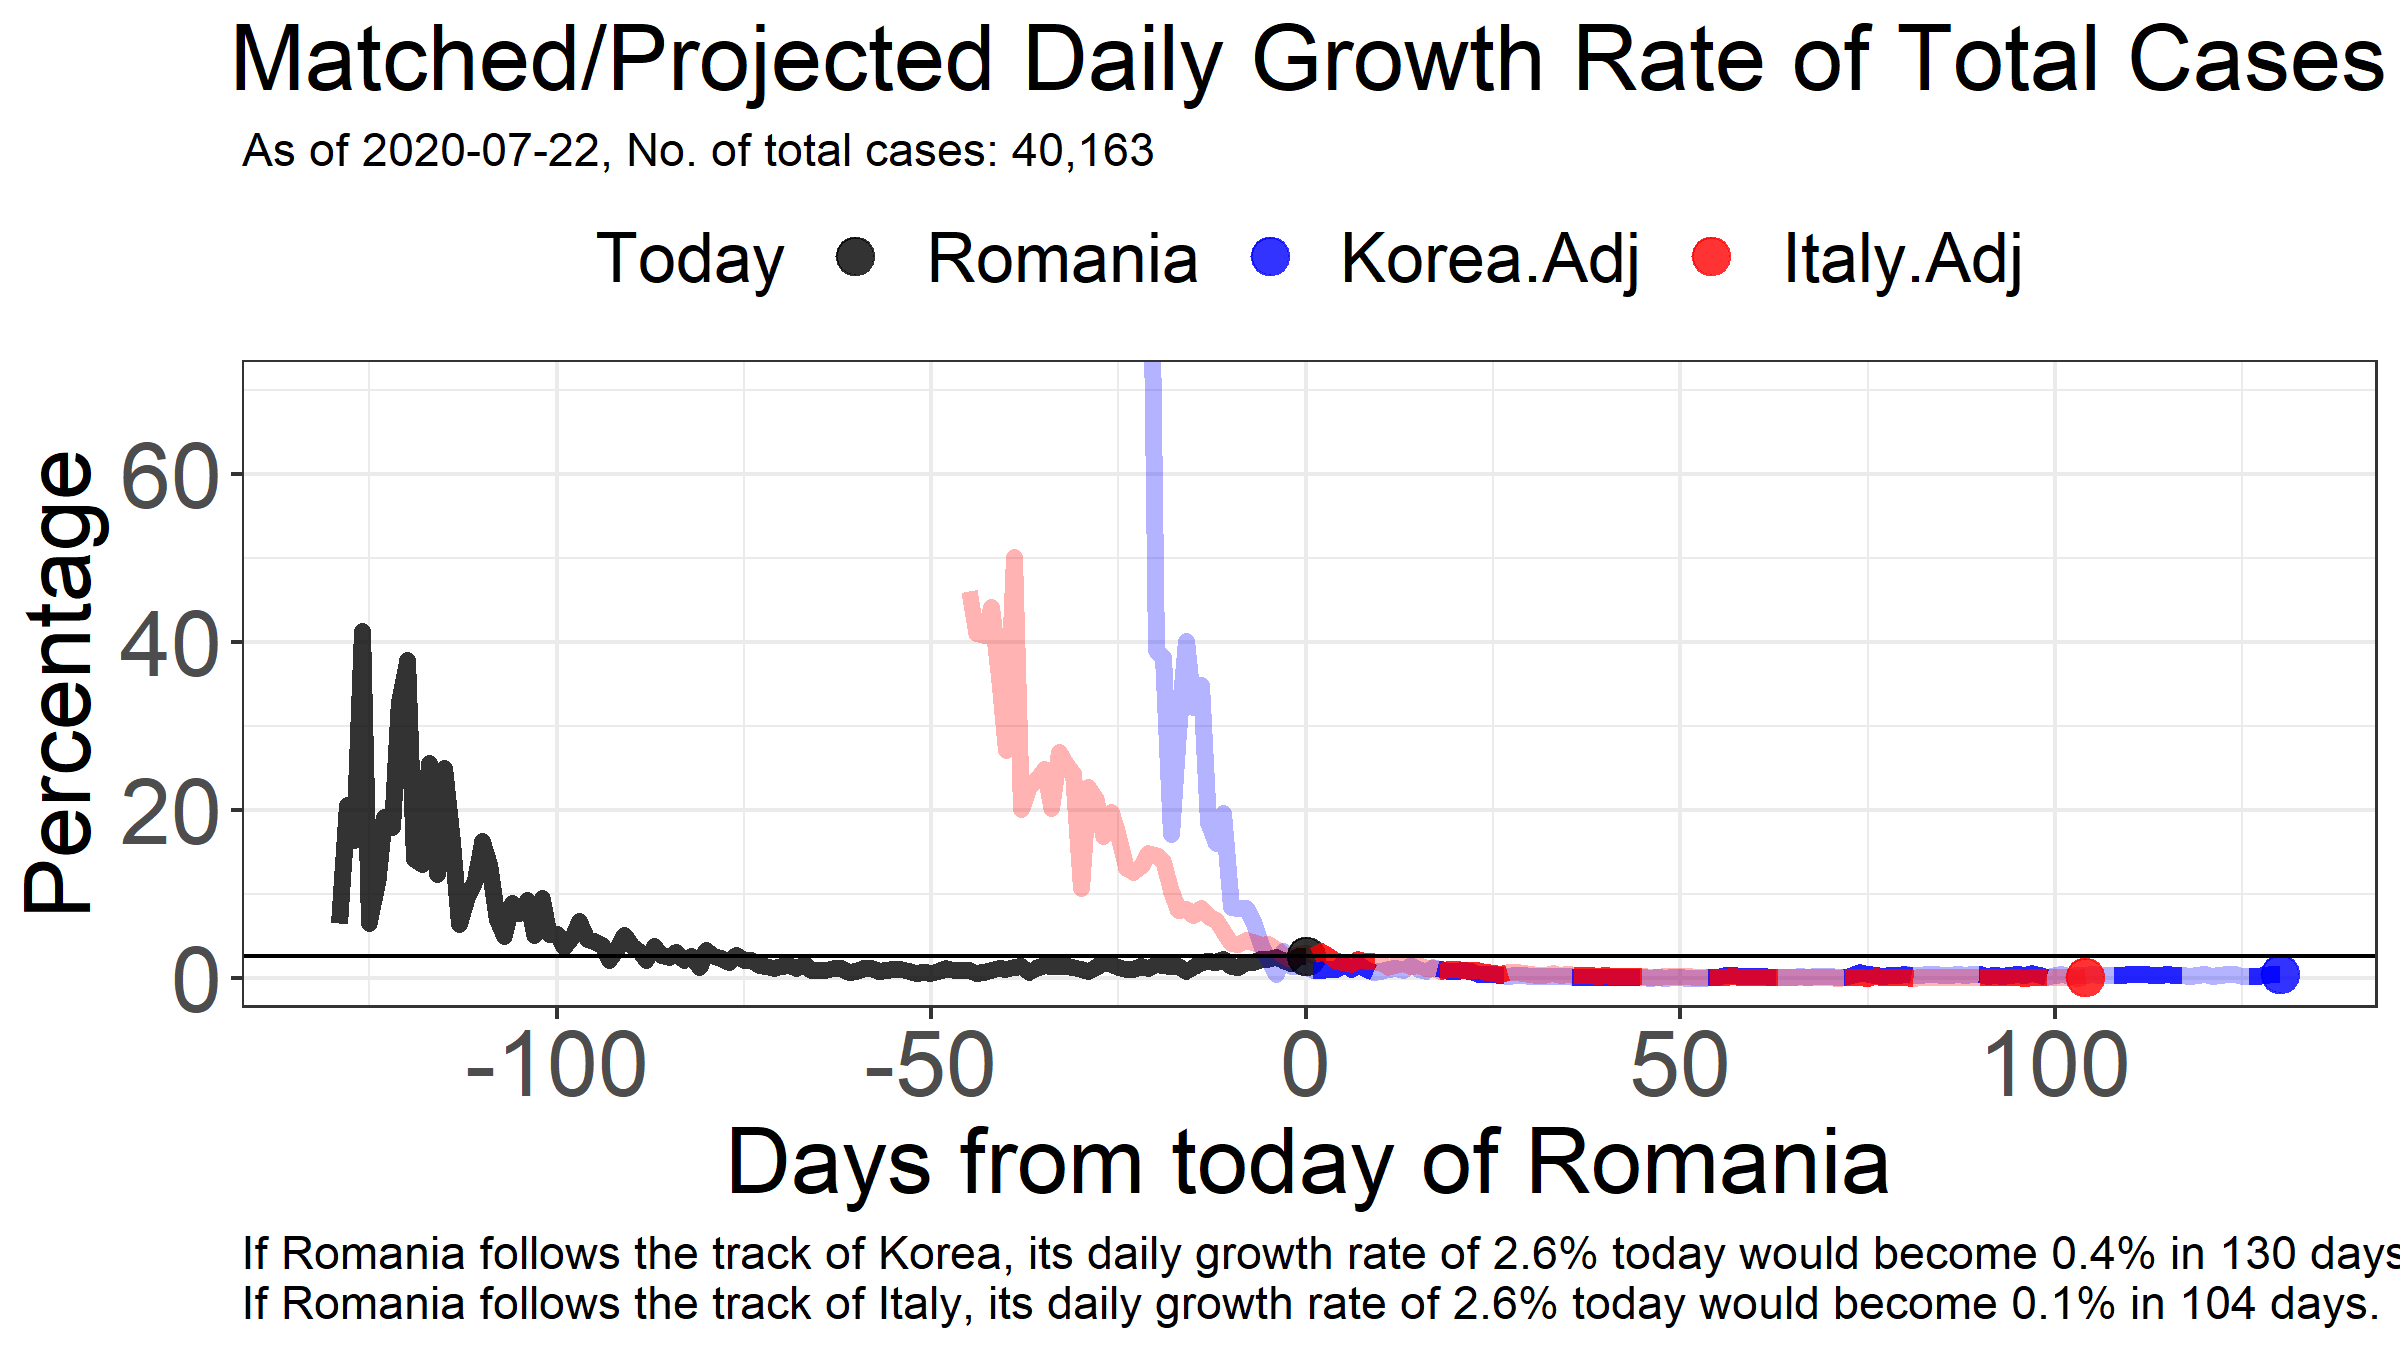 Matched/Projected Daily Growth Rate of Total Cases
As of 2020-07-22, No. of total cases: 40,163
Today Romania Korea.Adj Italy.Adj
Percentage
60
40
20
0
-100 -50 0 50 100
Days from today of Romania
If Romania follows the track of Korea, its daily growth rate of 2.6% today would become 0.4% in 130 days
If Romania follows the track of Italy, its daily growth rate of 2.6% today would become 0.1% in 104 days.